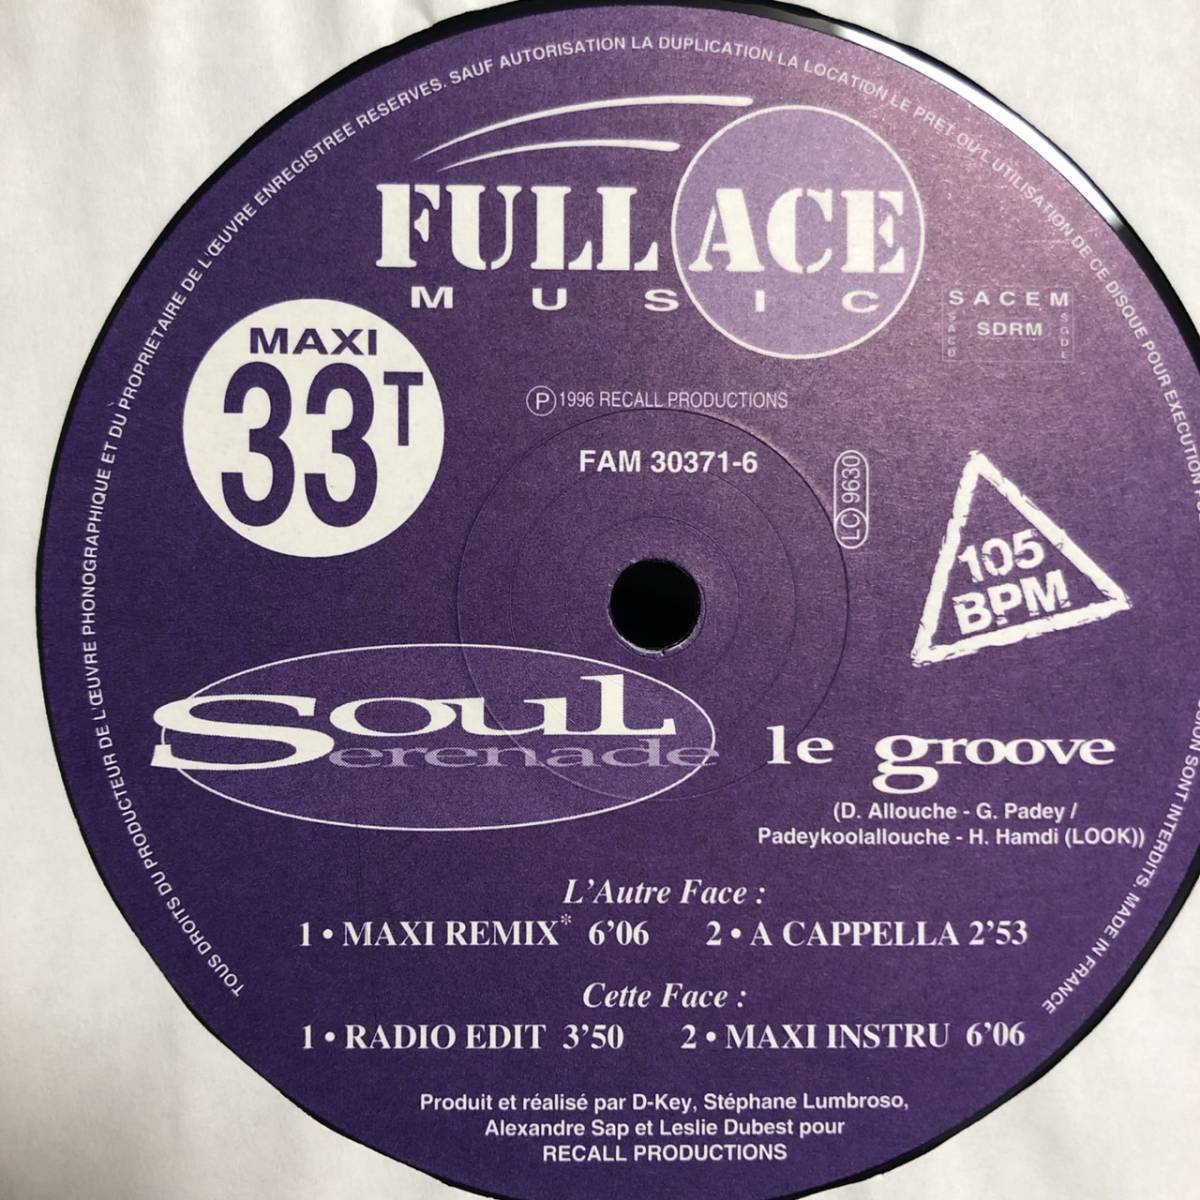 TOUS DROITS DU PRODUCTEUR DE L'ŒUVRE PHONOGRAPHIQUE ET DU PROPRIETAIRE DE L'ŒUVRE ENREGISTREE RESERVES. SAUF AUTORISATION LA DUPLICATION LA LOCATION LE PRET OU L'UTILISATION DE CE DISQUE POUR EXECUTION SONT INTERDITS. MADE IN FRANCE
FULL ACE
MUSIC
MAXI
33T
SACEM
SACD SDRM SGDL
Ⓟ 1996 RECALL PRODUCTIONS
FAM 30371-6
LC 9630
105
BPM
Soul
Serenade le groove
(D. Allouche - G. Padey /
Padeykoolallouche - H. Hamdi (LOOK))
L'Autre Face :
1 • MAXI REMIX* 6'06 2 • A CAPPELLA 2'53
Cette Face :
1 • RADIO EDIT 3'50 2 • MAXI INSTRU 6'06
Produit et réalisé par D-Key, Stéphane Lumbroso,
Alexandre Sap et Leslie Dubest pour
RECALL PRODUCTIONS